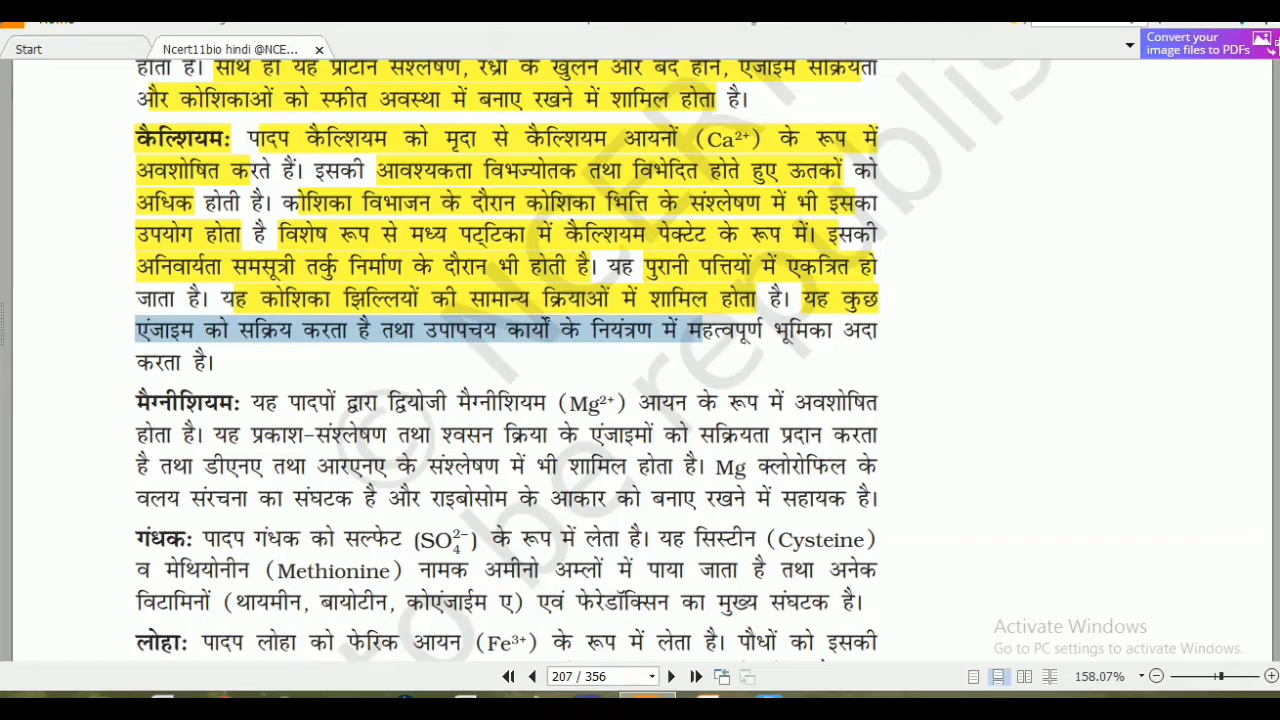 Start
Ncert11bio hindi @NCE...
Convert your
image files to PDFs
होता है। साथ ही यह प्रोटीन संश्लेषण, रंध्रों के खुलने और बंद होने, एंजाइम सक्रियता
और कोशिकाओं को स्फीत अवस्था में बनाए रखने में शामिल होता है।
कैल्शियम: पादप कैल्शियम को मृदा से कैल्शियम आयनों (Ca²⁺) के रूप में
अवशोषित करते हैं। इसकी आवश्यकता विभज्योतक तथा विभेदित होते हुए ऊतकों को
अधिक होती है। कोशिका विभाजन के दौरान कोशिका भित्ति के संश्लेषण में भी इसका
उपयोग होता है विशेष रूप से मध्य पट्टिका में कैल्शियम पेक्टेट के रूप में। इसकी
अनिवार्यता समसूत्री तर्कु निर्माण के दौरान भी होती है। यह पुरानी पत्तियों में एकत्रित हो
जाता है। यह कोशिका झिल्लियों की सामान्य क्रियाओं में शामिल होता है। यह कुछ
एंजाइम को सक्रिय करता है तथा उपापचय कार्यों के नियंत्रण में महत्वपूर्ण भूमिका अदा
करता है।
मैग्नीशियम: यह पादपों द्वारा द्वियोजी मैग्नीशियम (Mg²⁺) आयन के रूप में अवशोषित
होता है। यह प्रकाश-संश्लेषण तथा श्वसन क्रिया के एंजाइमों को सक्रियता प्रदान करता
है तथा डीएनए तथा आरएनए के संश्लेषण में भी शामिल होता है। Mg क्लोरोफिल के
वलय संरचना का संघटक है और राइबोसोम के आकार को बनाए रखने में सहायक है।
गंधक: पादप गंधक को सल्फेट (SO₄²⁻) के रूप में लेता है। यह सिस्टीन (Cysteine)
व मेथियोनीन (Methionine) नामक अमीनो अम्लों में पाया जाता है तथा अनेक
विटामिनों (थायमीन, बायोटीन, कोएंजाईम ए) एवं फेरेडॉक्सिन का मुख्य संघटक है।
लोहा: पादप लोहा को फेरिक आयन (Fe³⁺) के रूप में लेता है। पौधों को इसकी
© NCERT
to be republis
Activate Windows
Go to PC settings to activate Windows.
207 / 356
158.07%